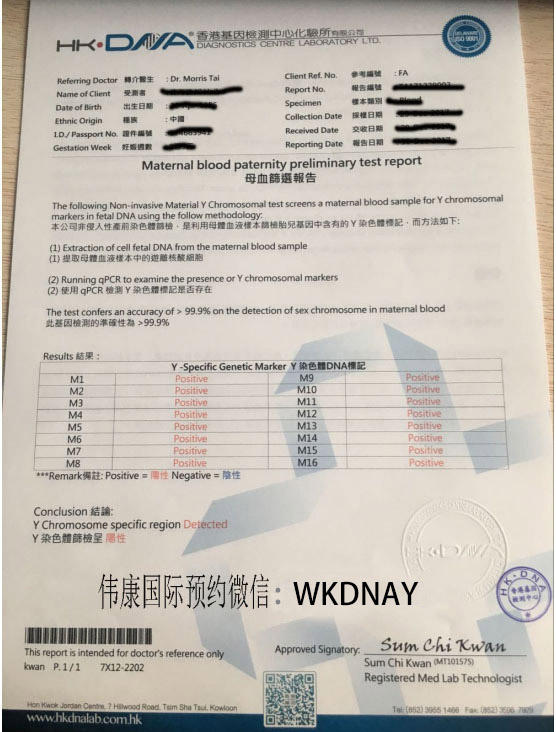 HK·DNA 香港基因檢測中心化驗所有限公司
DIAGNOSTICS CENTRE LABORATORY LTD.
ISO 9001
Referring Doctor 轉介醫生 : Dr. Morris Tai
Client Ref. No. 參考編號 : FA
Name of Client 受測者
Report No. 報告編號
Date of Birth 出生日期
Specimen 樣本類別
Ethnic Origin 種族 : 中國
Collection Date 採樣日期
I.D./ Passport No. 證件編號
Received Date 交收日期
Gestation Week 妊娠週數
Reporting Date 報告日期
Maternal blood paternity preliminary test report
母血篩選報告
The following Non-invasive Material Y Chromosomal test screens a maternal blood sample for Y chromosomal
markers in fetal DNA using the follow methodology:
本公司非侵入性產前染色體篩檢，是利用母體血液樣本篩檢胎兒基因中含有的 Y 染色體標記，而方法如下:
(1) Extraction of cell fetal DNA from the maternal blood sample
(1) 提取母體血液樣本中的遊離核酸細胞
(2) Running qPCR to examine the presence or Y chromosomal markers
(2) 使用 qPCR 檢測 Y 染色體標記是否存在
The test confers an accuracy of > 99.9% on the detection of sex chromosome in maternal blood
此基因檢測的準確性為 >99.9%
Results 結果 :
Y -Specific Genetic Marker Y 染色體DNA標記
M1 Positive M9 Positive
M2 Positive M10 Positive
M3 Positive M11 Positive
M4 Positive M12 Positive
M5 Positive M13 Positive
M6 Positive M14 Positive
M7 Positive M15 Positive
M8 Positive M16 Positive
***Remark備註: Positive = 陽性 Negative = 陰性
Conclusion 結論:
Y Chromosome specific region Detected
Y 染色體篩檢呈 陽性
HK·DNA
伟康国际预约微信：WKDNAY
HK·DNA
香港基因
檢測中心
This report is intended for doctor's reference only
kwan P. 1 / 1 7X12-2202
Approved Signatory: Sum Chi Kwan
Sum Chi Kwan (MT101575)
Registered Med Lab Technologist
Hon Kwok Jordan Centre, 7 Hillwood Road, Tsim Sha Tsui, Kowloon
Tel: (852) 3955 1466 Fax: (852) 3596 7829
www.hkdnalab.com.hk